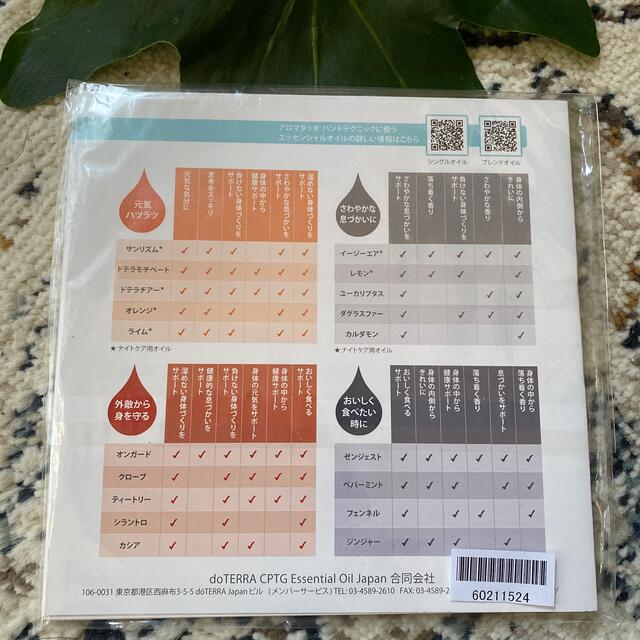 アロマタッチ ハンドテクニックに使う
エッセンシャルオイルの詳しい情報はこちら
シングルオイル
ブレンドオイル
元気
ハツラツ
元気な気分に
思考をスッキリ
負けない身体づくりを
サポート
身体の中から
健康サポート
さわやかな息づかいを
サポート
溜めない身体づくりを
サポート
サンリズム*
✓ ✓ ✓ ✓ ✓
ドテラモチベート
✓ ✓ ✓ ✓ ✓ ✓
ドテラチアー*
✓ ✓ ✓ ✓ ✓ ✓
オレンジ*
✓ ✓ ✓ ✓ ✓
ライム*
✓ ✓ ✓ ✓ ✓
★ナイトケア用オイル
さわやかな
息づかいに
さわやかな息づかいを
サポート
落ち着く香り
負けない身体づくりを
サポート
さわやかな香り
身体の内側から
きれいに
イージーエア*
✓ ✓ ✓ ✓ ✓
レモン*
✓ ✓ ✓ ✓
ユーカリプタス
✓ ✓ ✓
ダグラスファー
✓ ✓ ✓ ✓
カルダモン
✓ ✓
★ナイトケア用オイル
外敵から
身を守る
溜めない身体づくりを
サポート
健康的な息づかいを
サポート
負けない身体づくりを
サポート
身体の元気をサポート
身体の中から
健康サポート
おいしく食べる
サポート
オンガード
✓ ✓ ✓ ✓ ✓ ✓
クローブ
✓ ✓ ✓ ✓ ✓
ティートリー
✓ ✓ ✓ ✓ ✓ ✓
シラントロ
✓ ✓ ✓
カシア
✓ ✓ ✓ ✓
おいしく
食べたい
時に
おいしく食べる
サポート
身体の内側から
きれいに
身体の中から
健康サポート
落ち着く香り
息づかいをサポート
身体の中から
落ち着く香り
ゼンジェスト
✓ ✓ ✓ ✓ ✓ ✓
ペパーミント
✓ ✓ ✓ ✓ ✓
フェンネル
✓ ✓ ✓
ジンジャー
✓ ✓ ✓ ✓
doTERRA CPTG Essential Oil Japan 合同会社
106-0031 東京都港区西麻布3-5-5 doTERRA Japan ビル (メンバーサービス) TEL: 03-4589-2610 FAX: 03-4589-
60211524